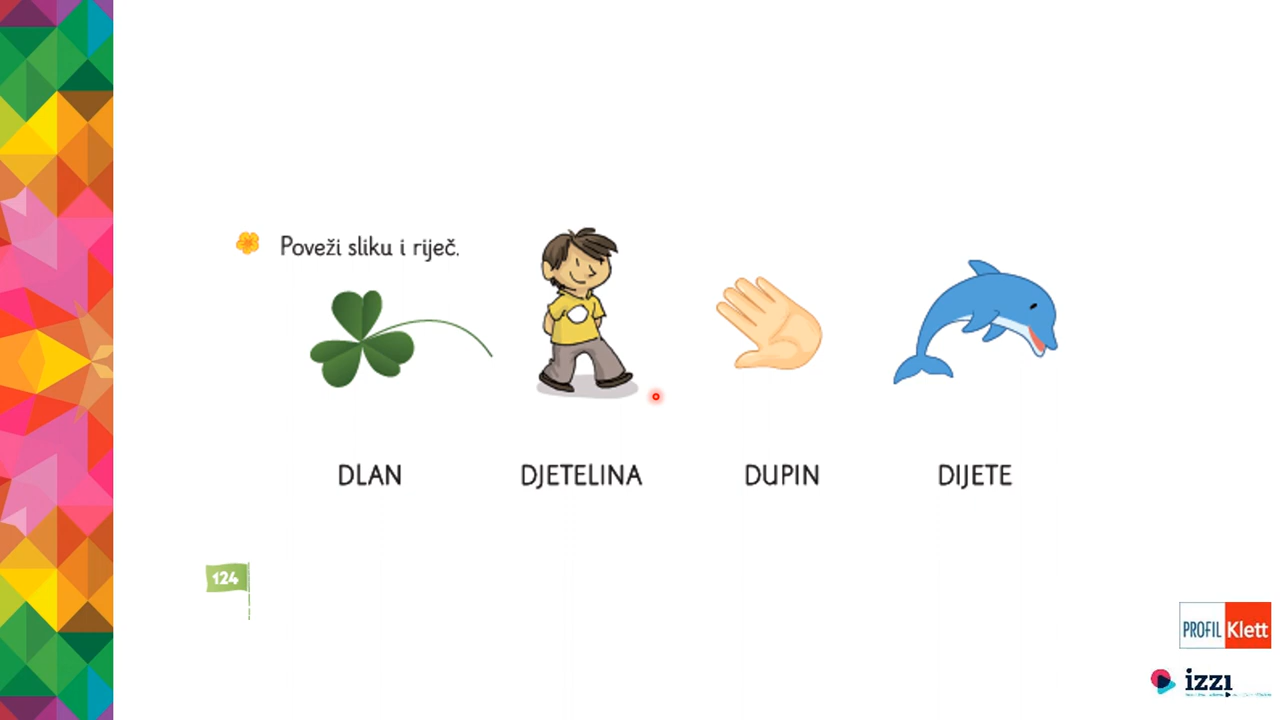 Poveži sliku i riječ.
DLAN DJETELINA DUPIN DIJETE
124
PROFIL Klett
izzi